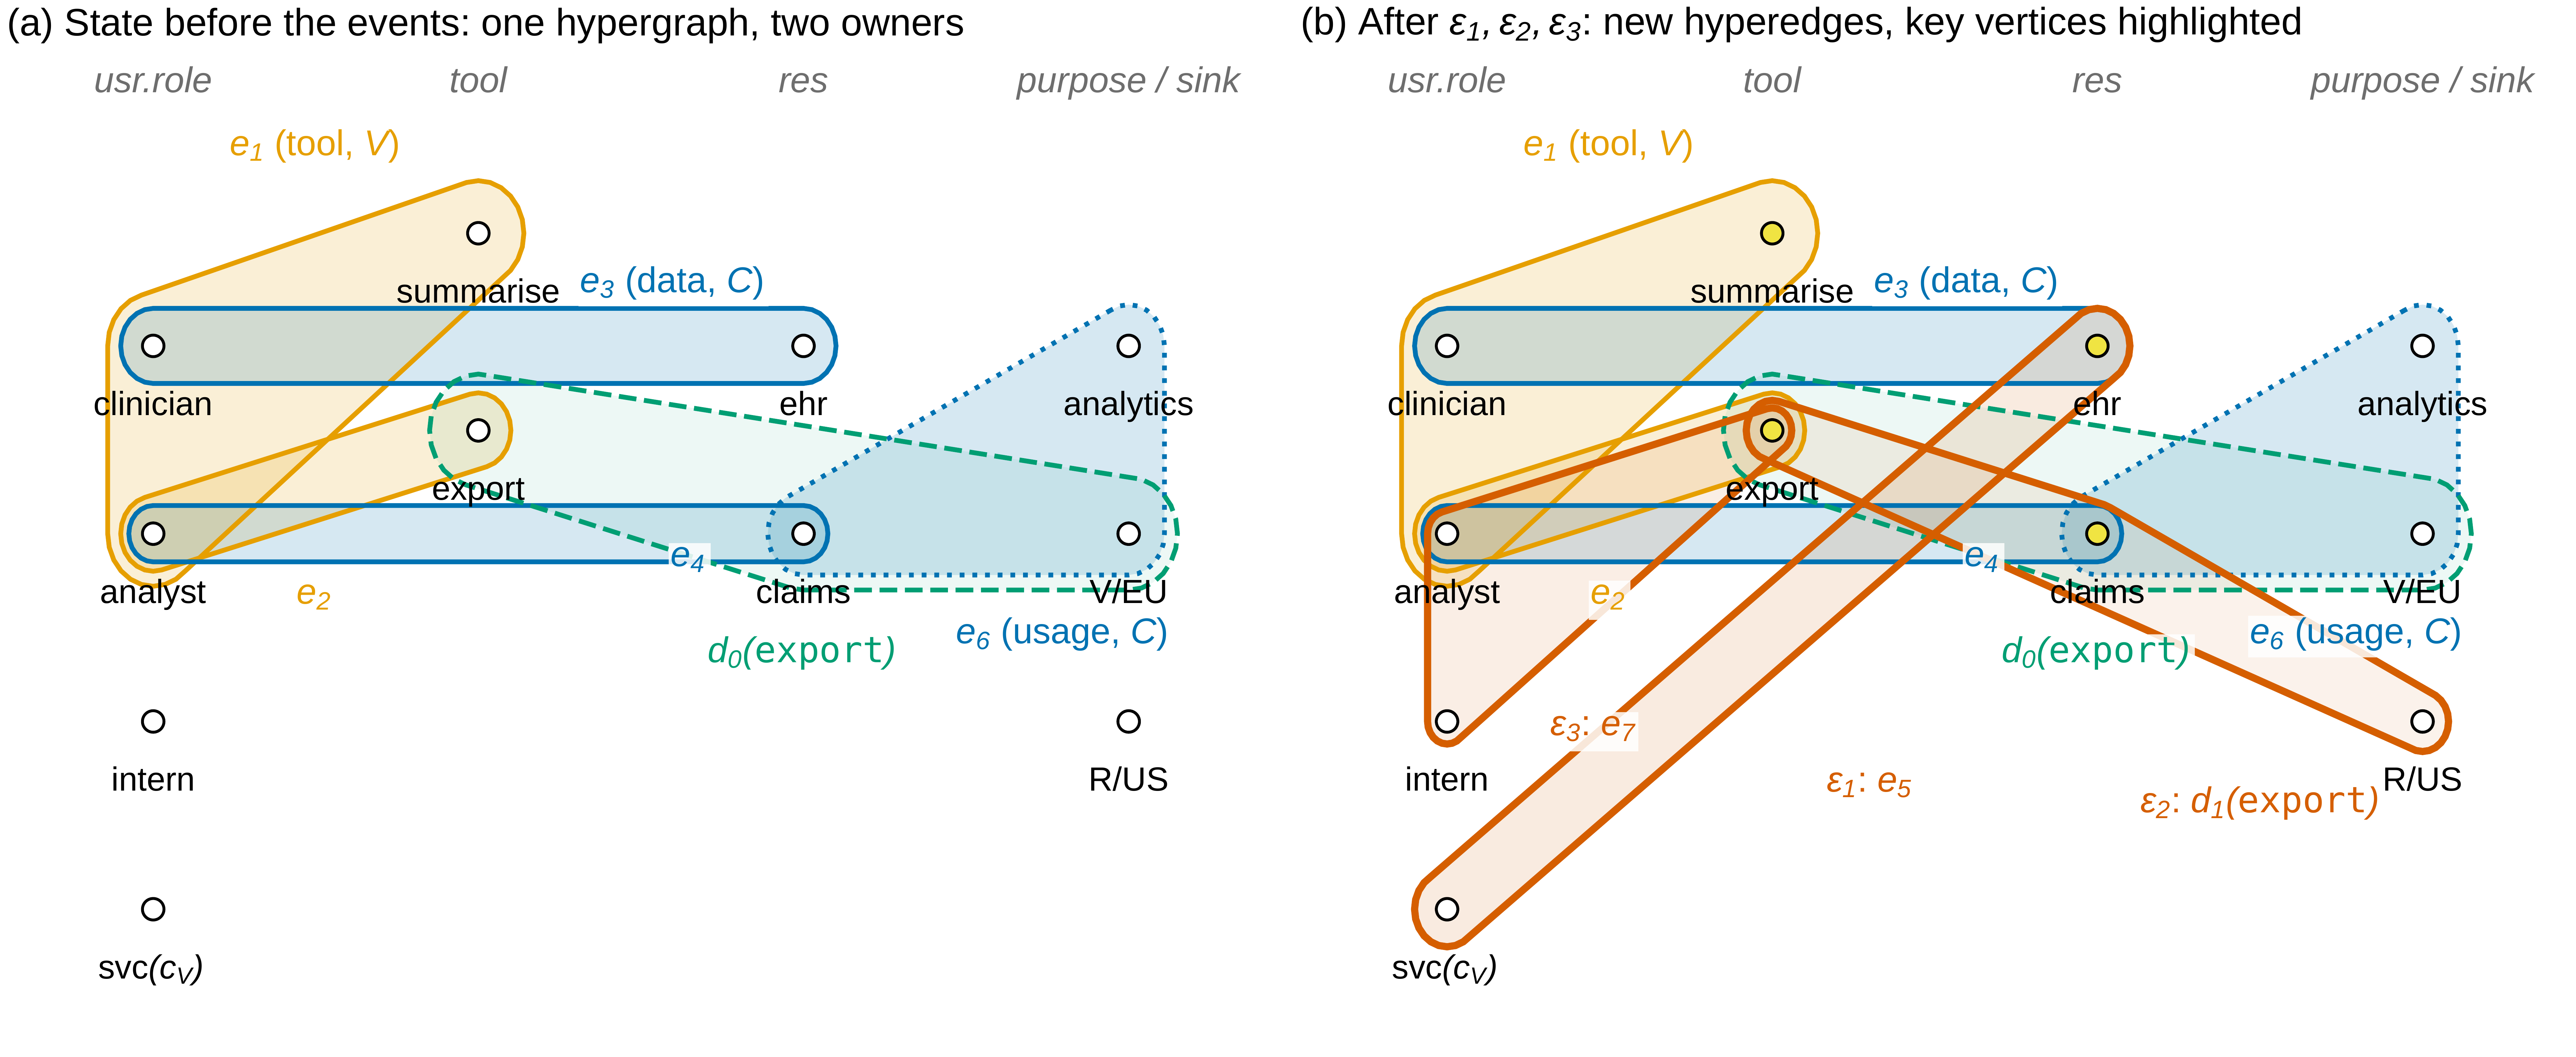 (a) State before the events: one hypergraph, two owners
usr.role tool res purpose / sink
e1 (tool, V)
summarise
e3 (data, C)
clinician
ehr
analytics
export
e4
analyst
e2
claims
V/EU
d0(export)
e6 (usage, C)
intern
R/US
svc(cV)
(b) After ε1, ε2, ε3: new hyperedges, key vertices highlighted
usr.role tool res purpose / sink
e1 (tool, V)
summarise
e3 (data, C)
clinician
ehr
analytics
export
e4
analyst
e2
claims
V/EU
d0(export)
e6 (usage, C)
ε3: e7
intern
ε1: e5
R/US
ε2: d1(export)
svc(cV)